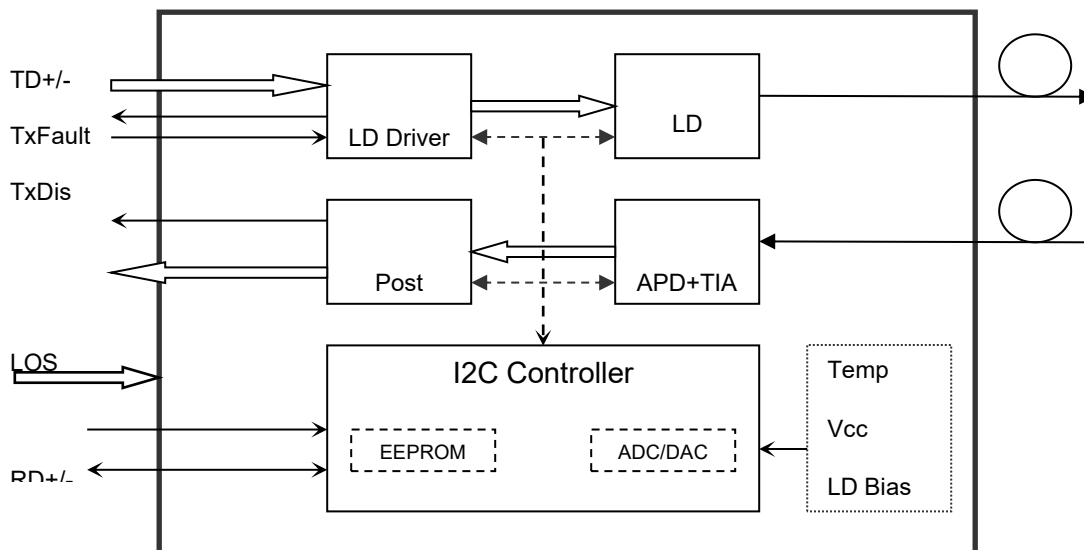 TD+/-
TxFault
TxDis
LOS
RD+/-
LD Driver
LD
Post
APD+TIA
I2C Controller
EEPROM
ADC/DAC
Temp
Vcc
LD Bias